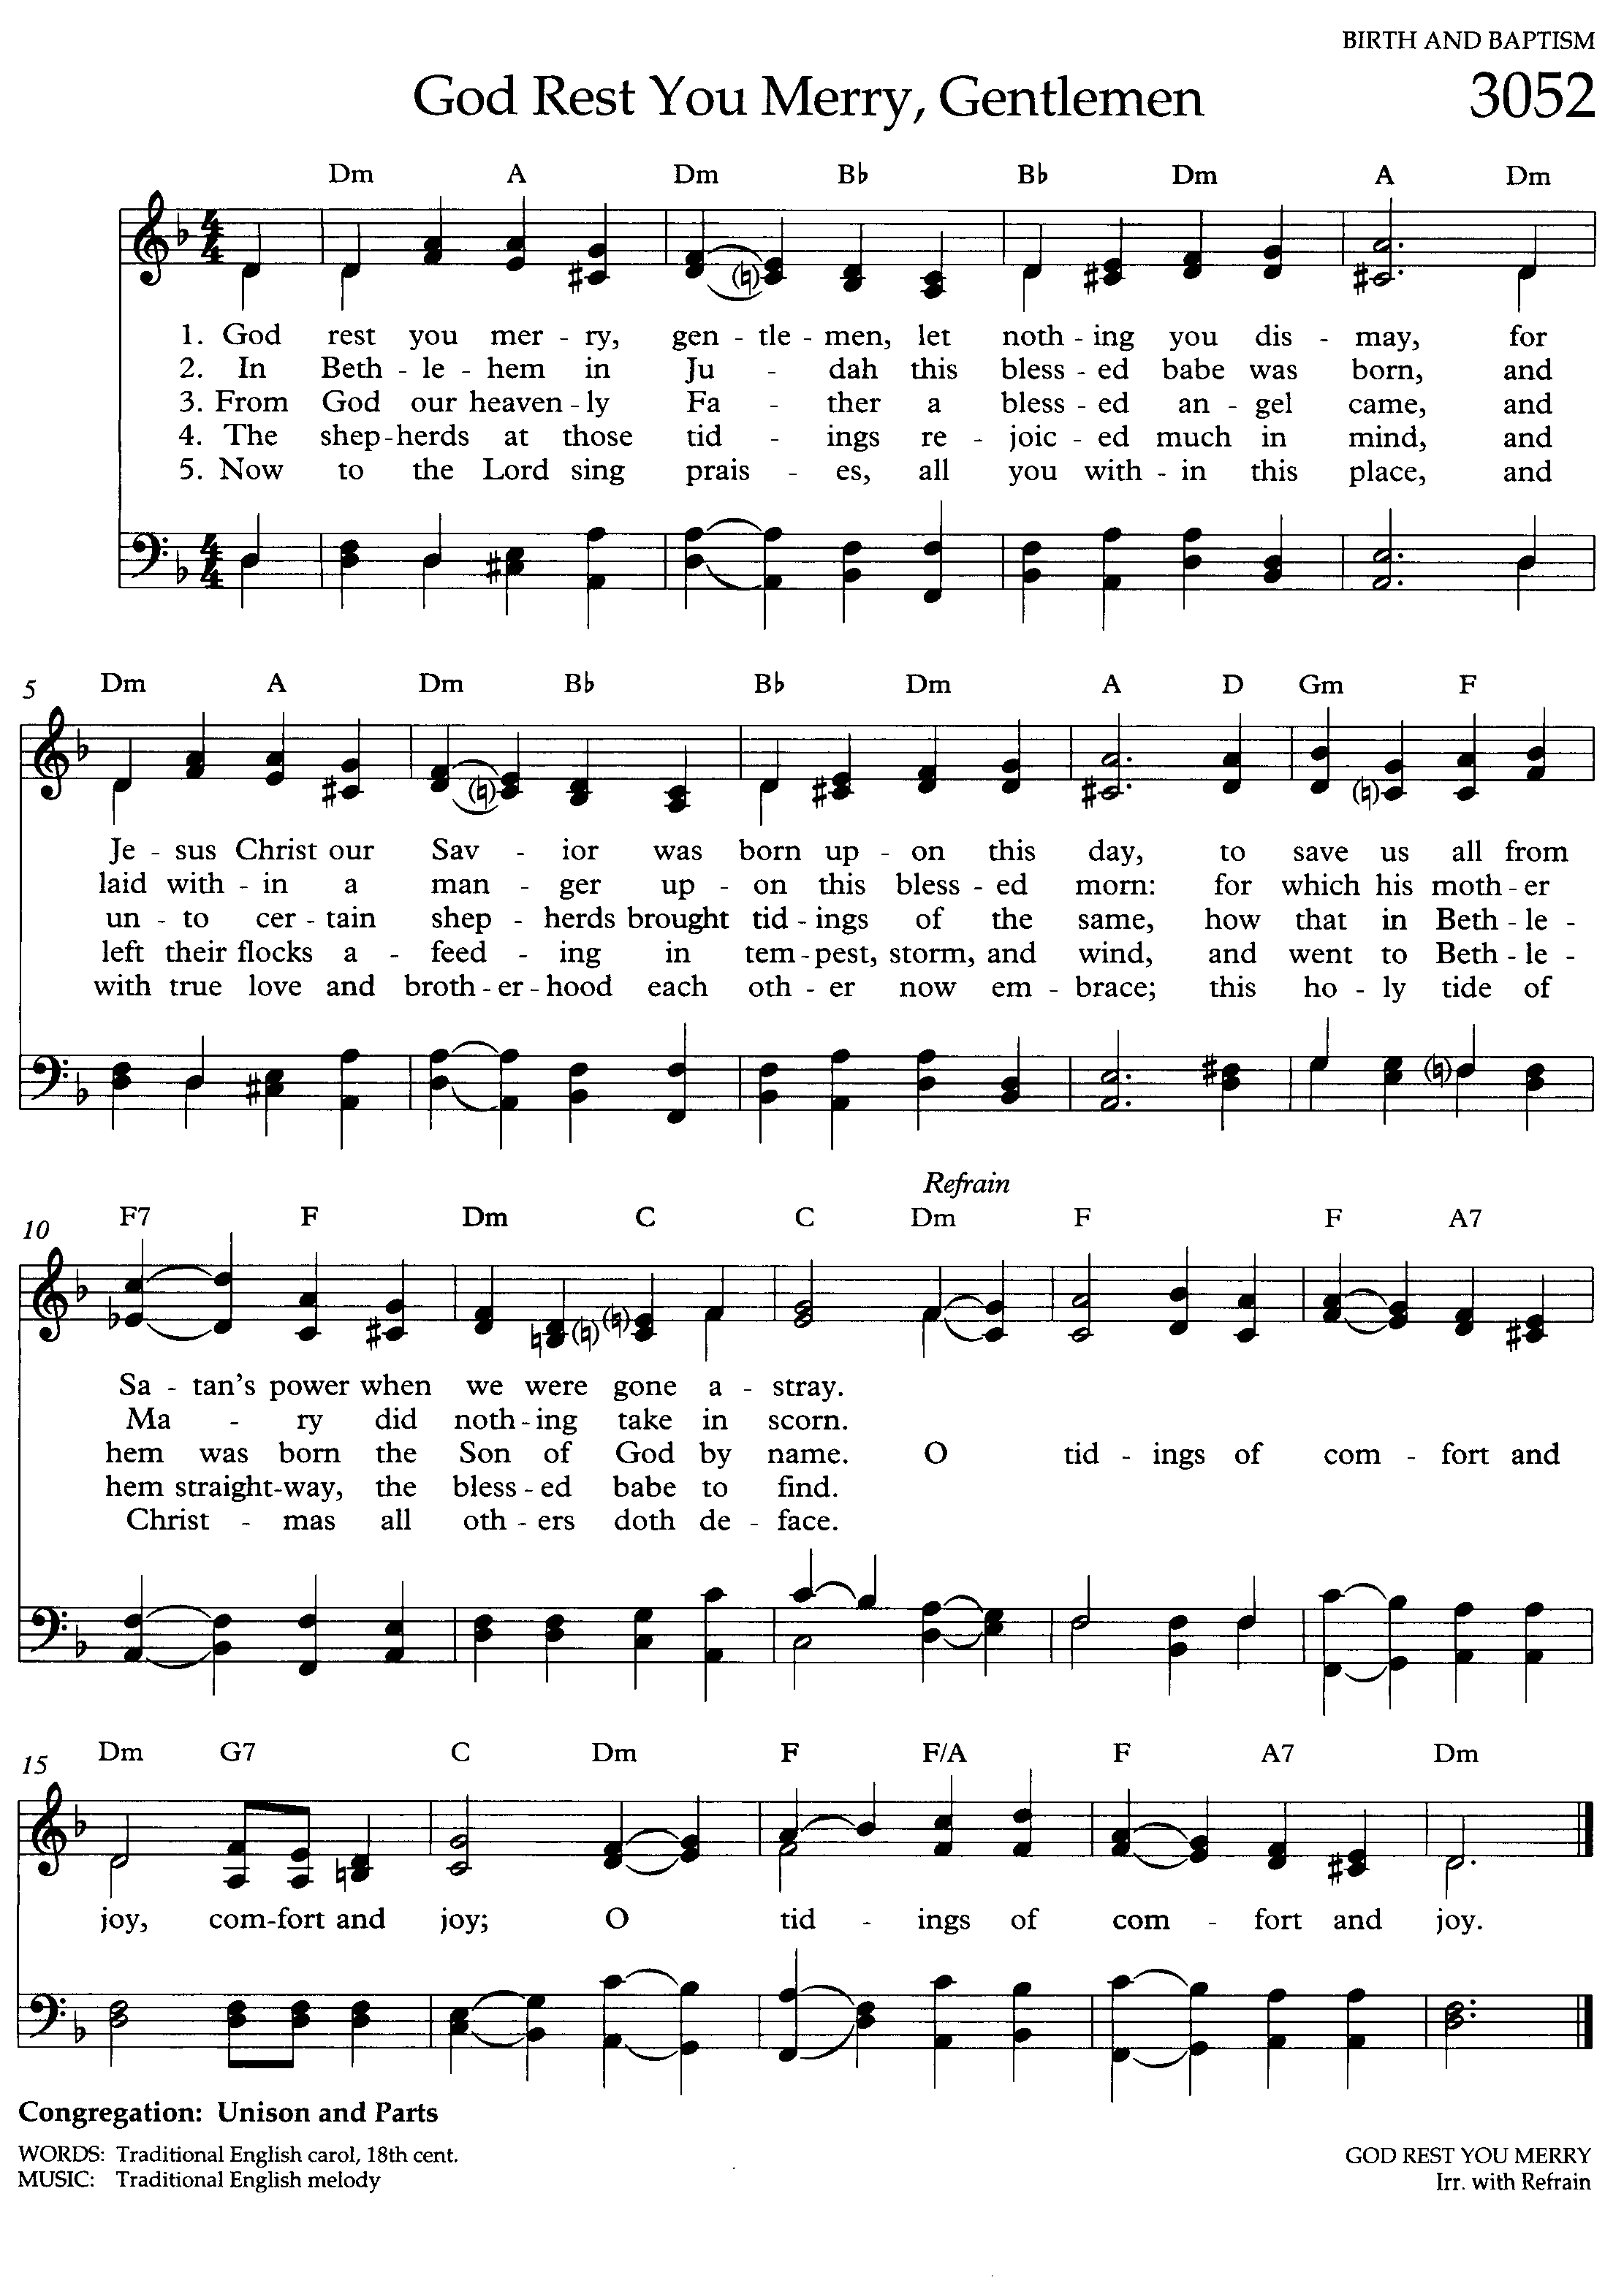 BIRTH AND BAPTISM
God Rest You Merry, Gentlemen 3052
Dm A Dm B♭ B♭ Dm A Dm
1. God rest you mer - ry, gen - tle - men, let noth - ing you dis - may, for
2. In Beth - le - hem in Ju - dah this bless - ed babe was born, and
3. From God our heaven - ly Fa - ther a bless - ed an - gel came, and
4. The shep - herds at those tid - ings re - joic - ed much in mind, and
5. Now to the Lord sing prais - es, all you with - in this place, and
5 Dm A Dm B♭ B♭ Dm A D Gm F
Je - sus Christ our Sav - ior was born up - on this day, to save us all from
laid with - in a man - ger up - on this bless - ed morn: for which his moth - er
un - to cer - tain shep - herds brought tid - ings of the same, how that in Beth - le -
left their flocks a - feed - ing in tem - pest, storm, and wind, and went to Beth - le -
with true love and broth - er - hood each oth - er now em - brace; this ho - ly tide of
Refrain
10 F7 F Dm C C Dm F F A7
Sa - tan's power when we were gone a - stray.
Ma - ry did noth - ing take in scorn.
hem was born the Son of God by name. O tid - ings of com - fort and
hem straight-way, the bless - ed babe to find.
Christ - mas all oth - ers doth de - face.
15 Dm G7 C Dm F F/A F A7 Dm
joy, com-fort and joy; O tid - ings of com - fort and joy.
Congregation: Unison and Parts
WORDS: Traditional English carol, 18th cent. GOD REST YOU MERRY
MUSIC: Traditional English melody Irr. with Refrain